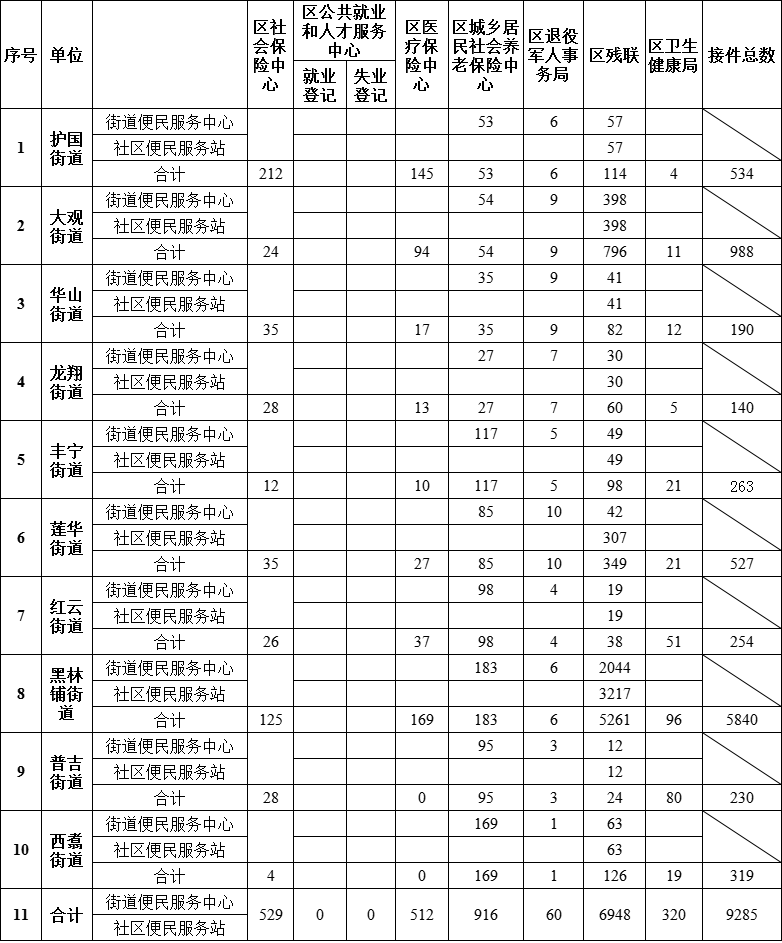 序号 单位 区社会保险中心 区公共就业和人才服务中心 区医疗保险中心 区城乡居民社会养老保险中心 区退役军人事务局 区残联 区卫生健康局 接件总数
就业登记 失业登记
1 护国街道 街道便民服务中心 53 6 57
社区便民服务站 57
合计 212 145 53 6 114 4 534
2 大观街道 街道便民服务中心 54 9 398
社区便民服务站 398
合计 24 94 54 9 796 11 988
3 华山街道 街道便民服务中心 35 9 41
社区便民服务站 41
合计 35 17 35 9 82 12 190
4 龙翔街道 街道便民服务中心 27 7 30
社区便民服务站 30
合计 28 13 27 7 60 5 140
5 丰宁街道 街道便民服务中心 117 5 49
社区便民服务站 49
合计 12 10 117 5 98 21 263
6 莲华街道 街道便民服务中心 85 10 42
社区便民服务站 307
合计 35 27 85 10 349 21 527
7 红云街道 街道便民服务中心 98 4 19
社区便民服务站 19
合计 26 37 98 4 38 51 254
8 黑林铺街道 街道便民服务中心 183 6 2044
社区便民服务站 3217
合计 125 169 183 6 5261 96 5840
9 普吉街道 街道便民服务中心 95 3 12
社区便民服务站 12
合计 28 0 95 3 24 80 230
10 西翥街道 街道便民服务中心 169 1 63
社区便民服务站 63
合计 4 0 169 1 126 19 319
11 合计 街道便民服务中心 529 0 0 512 916 60 6948 320 9285
社区便民服务站